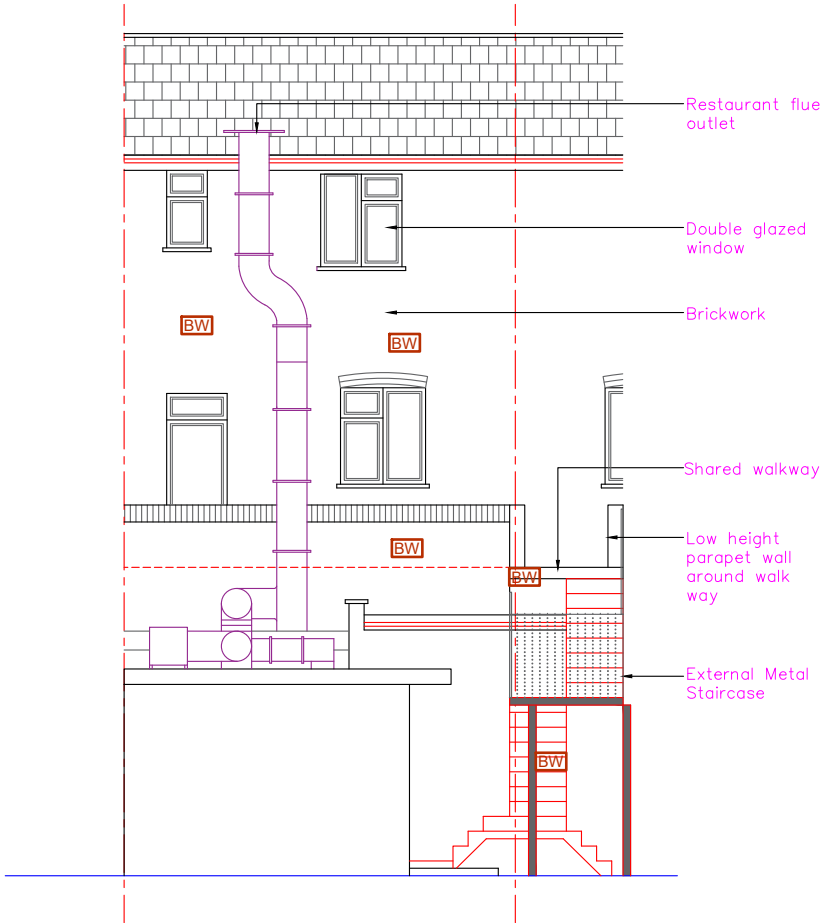 Restaurant flue
outlet
Double glazed
window
BW
Brickwork
BW
Shared walkway
BW
Low height
parapet wall
around walk
way
BW
External Metal
Staircase
BW